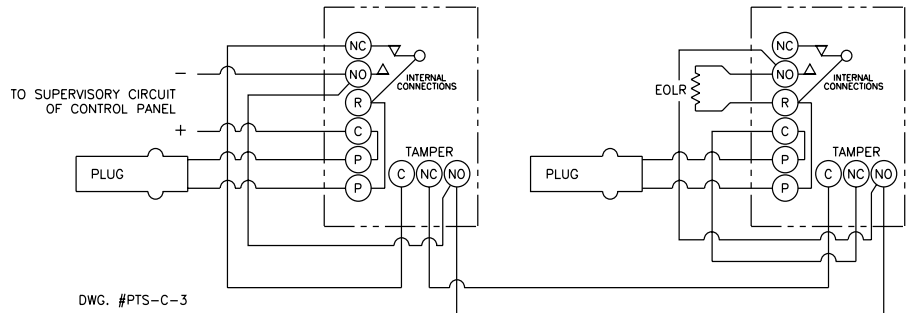 NC
NO
INTERNAL
CONNECTIONS
R
C
P
P
TAMPER
C NC NO
−
TO SUPERVISORY CIRCUIT
OF CONTROL PANEL
+
PLUG
NC
NO
INTERNAL
CONNECTIONS
EOLR
R
C
P
P
TAMPER
C NC NO
PLUG
DWG. #PTS-C-3